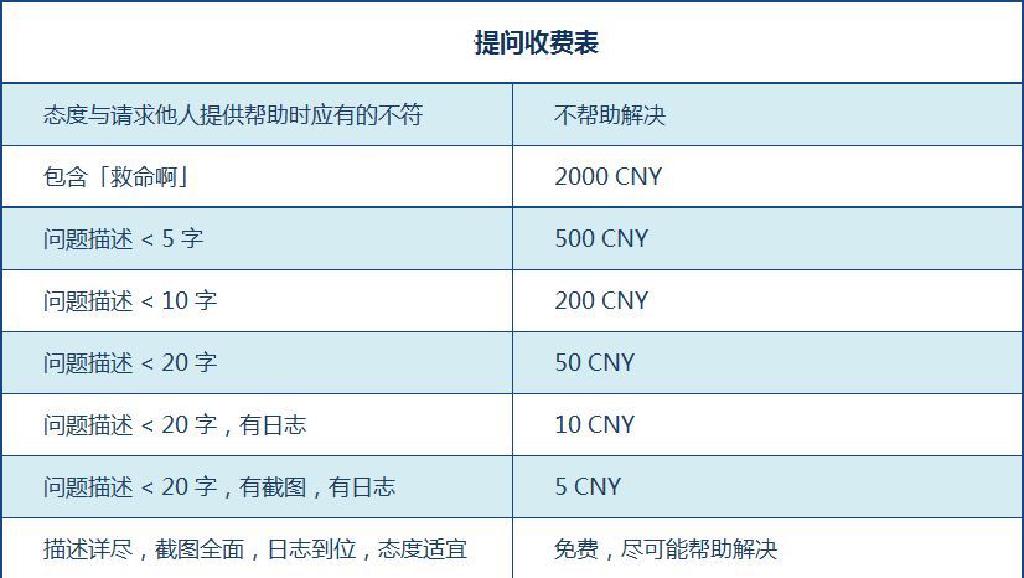 提问收费表
态度与请求他人提供帮助时应有的不符 不帮助解决
包含「救命啊」 2000 CNY
问题描述 < 5 字 500 CNY
问题描述 < 10 字 200 CNY
问题描述 < 20 字 50 CNY
问题描述 < 20 字，有日志 10 CNY
问题描述 < 20 字，有截图，有日志 5 CNY
描述详尽，截图全面，日志到位，态度适宜 免费，尽可能帮助解决